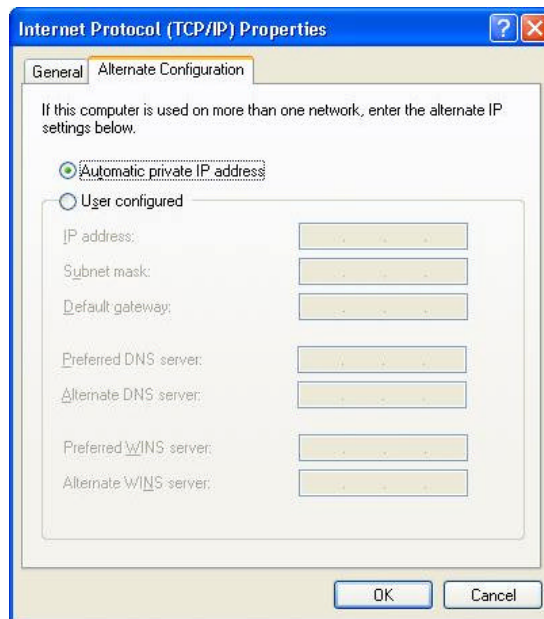 Internet Protocol (TCP/IP) Properties
General
Alternate Configuration
If this computer is used on more than one network, enter the alternate IP
settings below.
Automatic private IP address
User configured
IP address:
Subnet mask:
Default gateway:
Preferred DNS server:
Alternate DNS server:
Preferred WINS server:
Alternate WINS server:
OK
Cancel